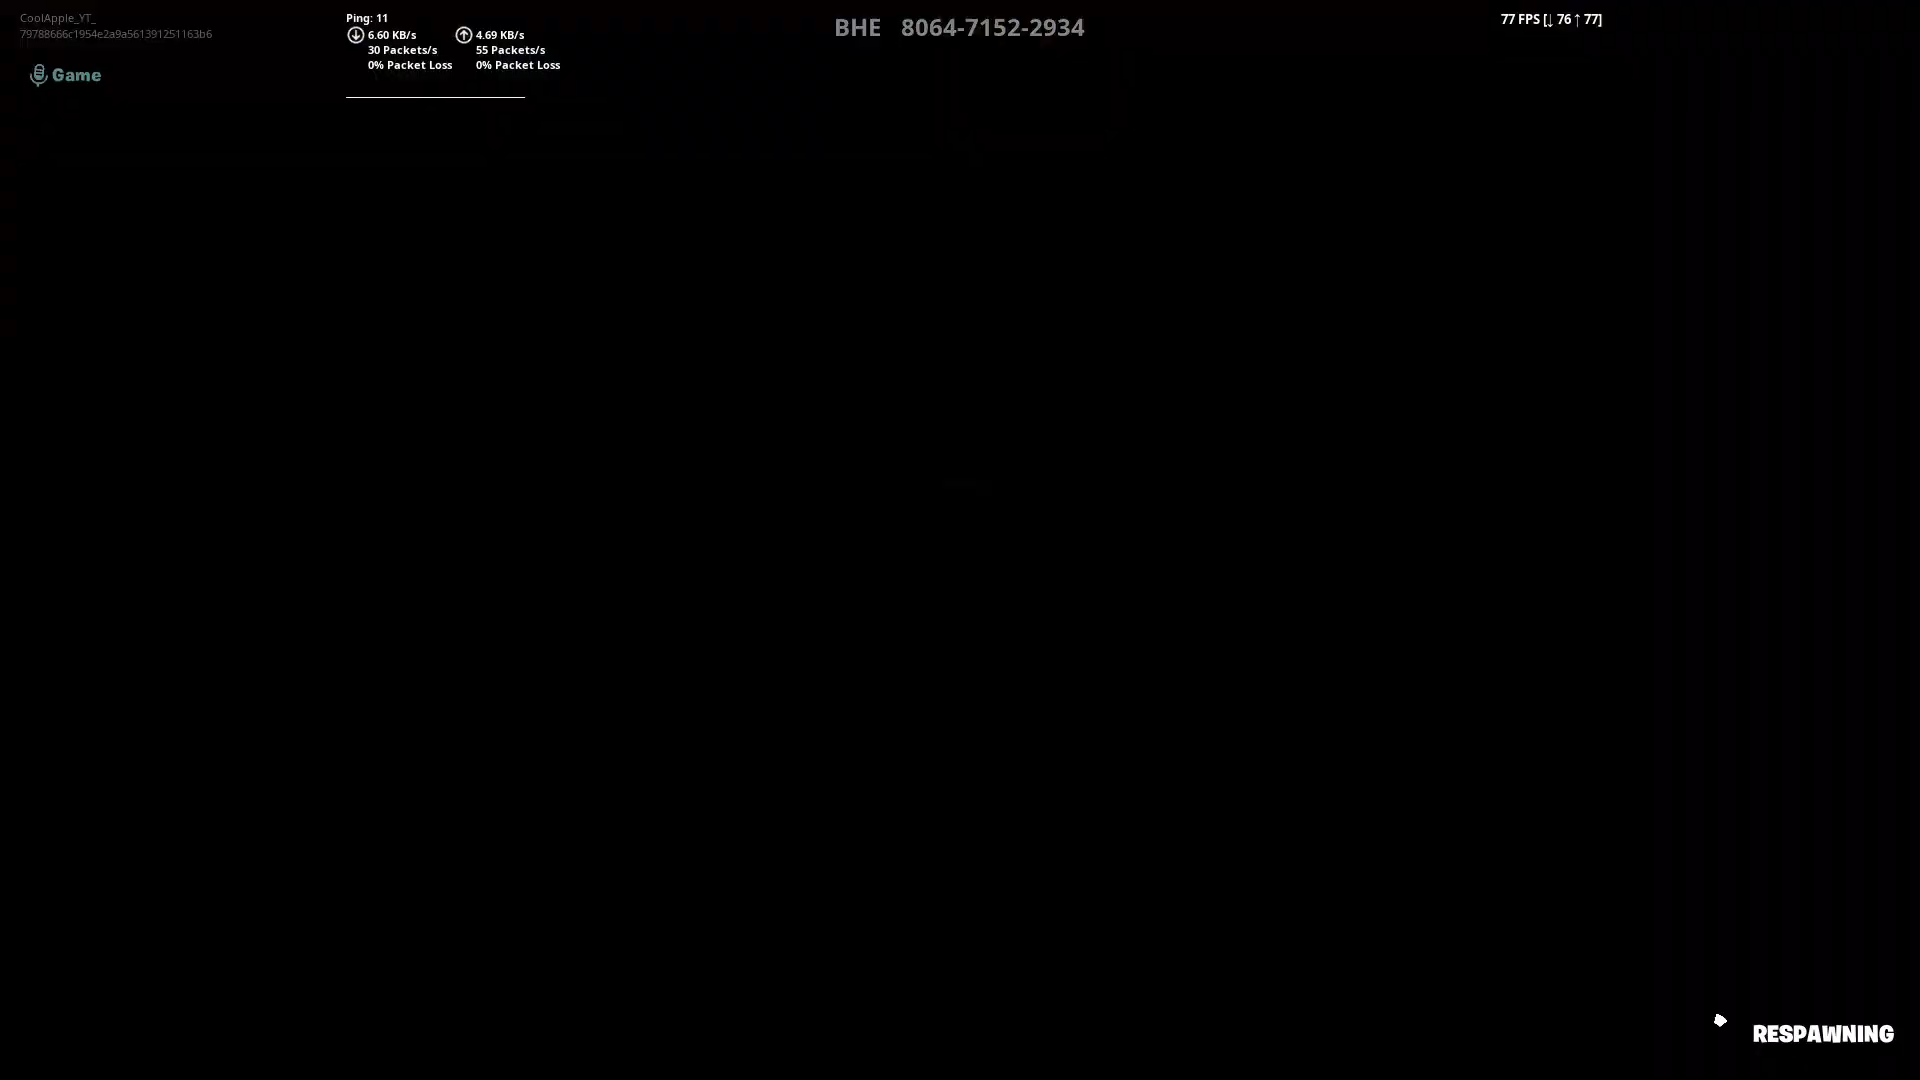 CoolApple_YT_
79788666c1954e2a9a561391251163b6
Game
Ping: 11
6.60 KB/s 4.69 KB/s
30 Packets/s 55 Packets/s
0% Packet Loss 0% Packet Loss
BHE 8064-7152-2934
77 FPS [↓ 76 ↑ 77]
RESPAWNING